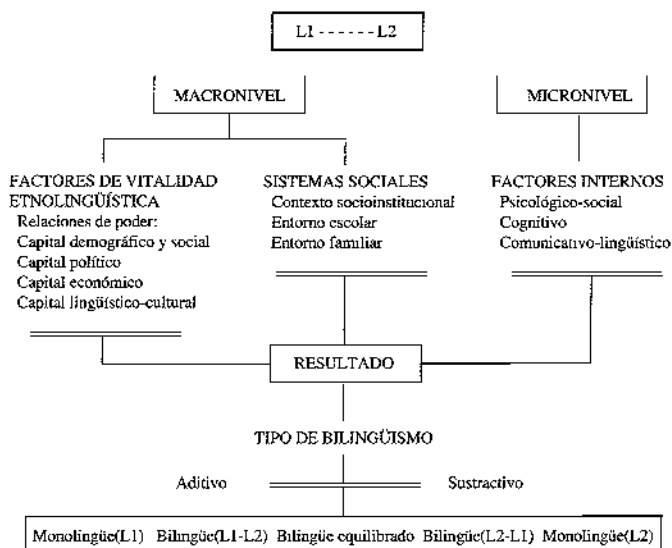 L1 - - - - - - L2
MACRONIVEL
MICRONIVEL
FACTORES DE VITALIDAD
ETNOLINGÜÍSTICA
Relaciones de poder:
Capital demográfico y social
Capital político
Capital económico
Capital lingüístico-cultural
SISTEMAS SOCIALES
Contexto socioinstitucional
Entorno escolar
Entorno familiar
FACTORES INTERNOS
Psicológico-social
Cognitivo
Comunicativo-lingüístico
RESULTADO
TIPO DE BILINGÜISMO
Aditivo
Sustractivo
Monolingüe(L1) Bilingüe(L1-L2) Bilingüe equilibrado Bilingüe(L2-L1) Monolingüe(L2)